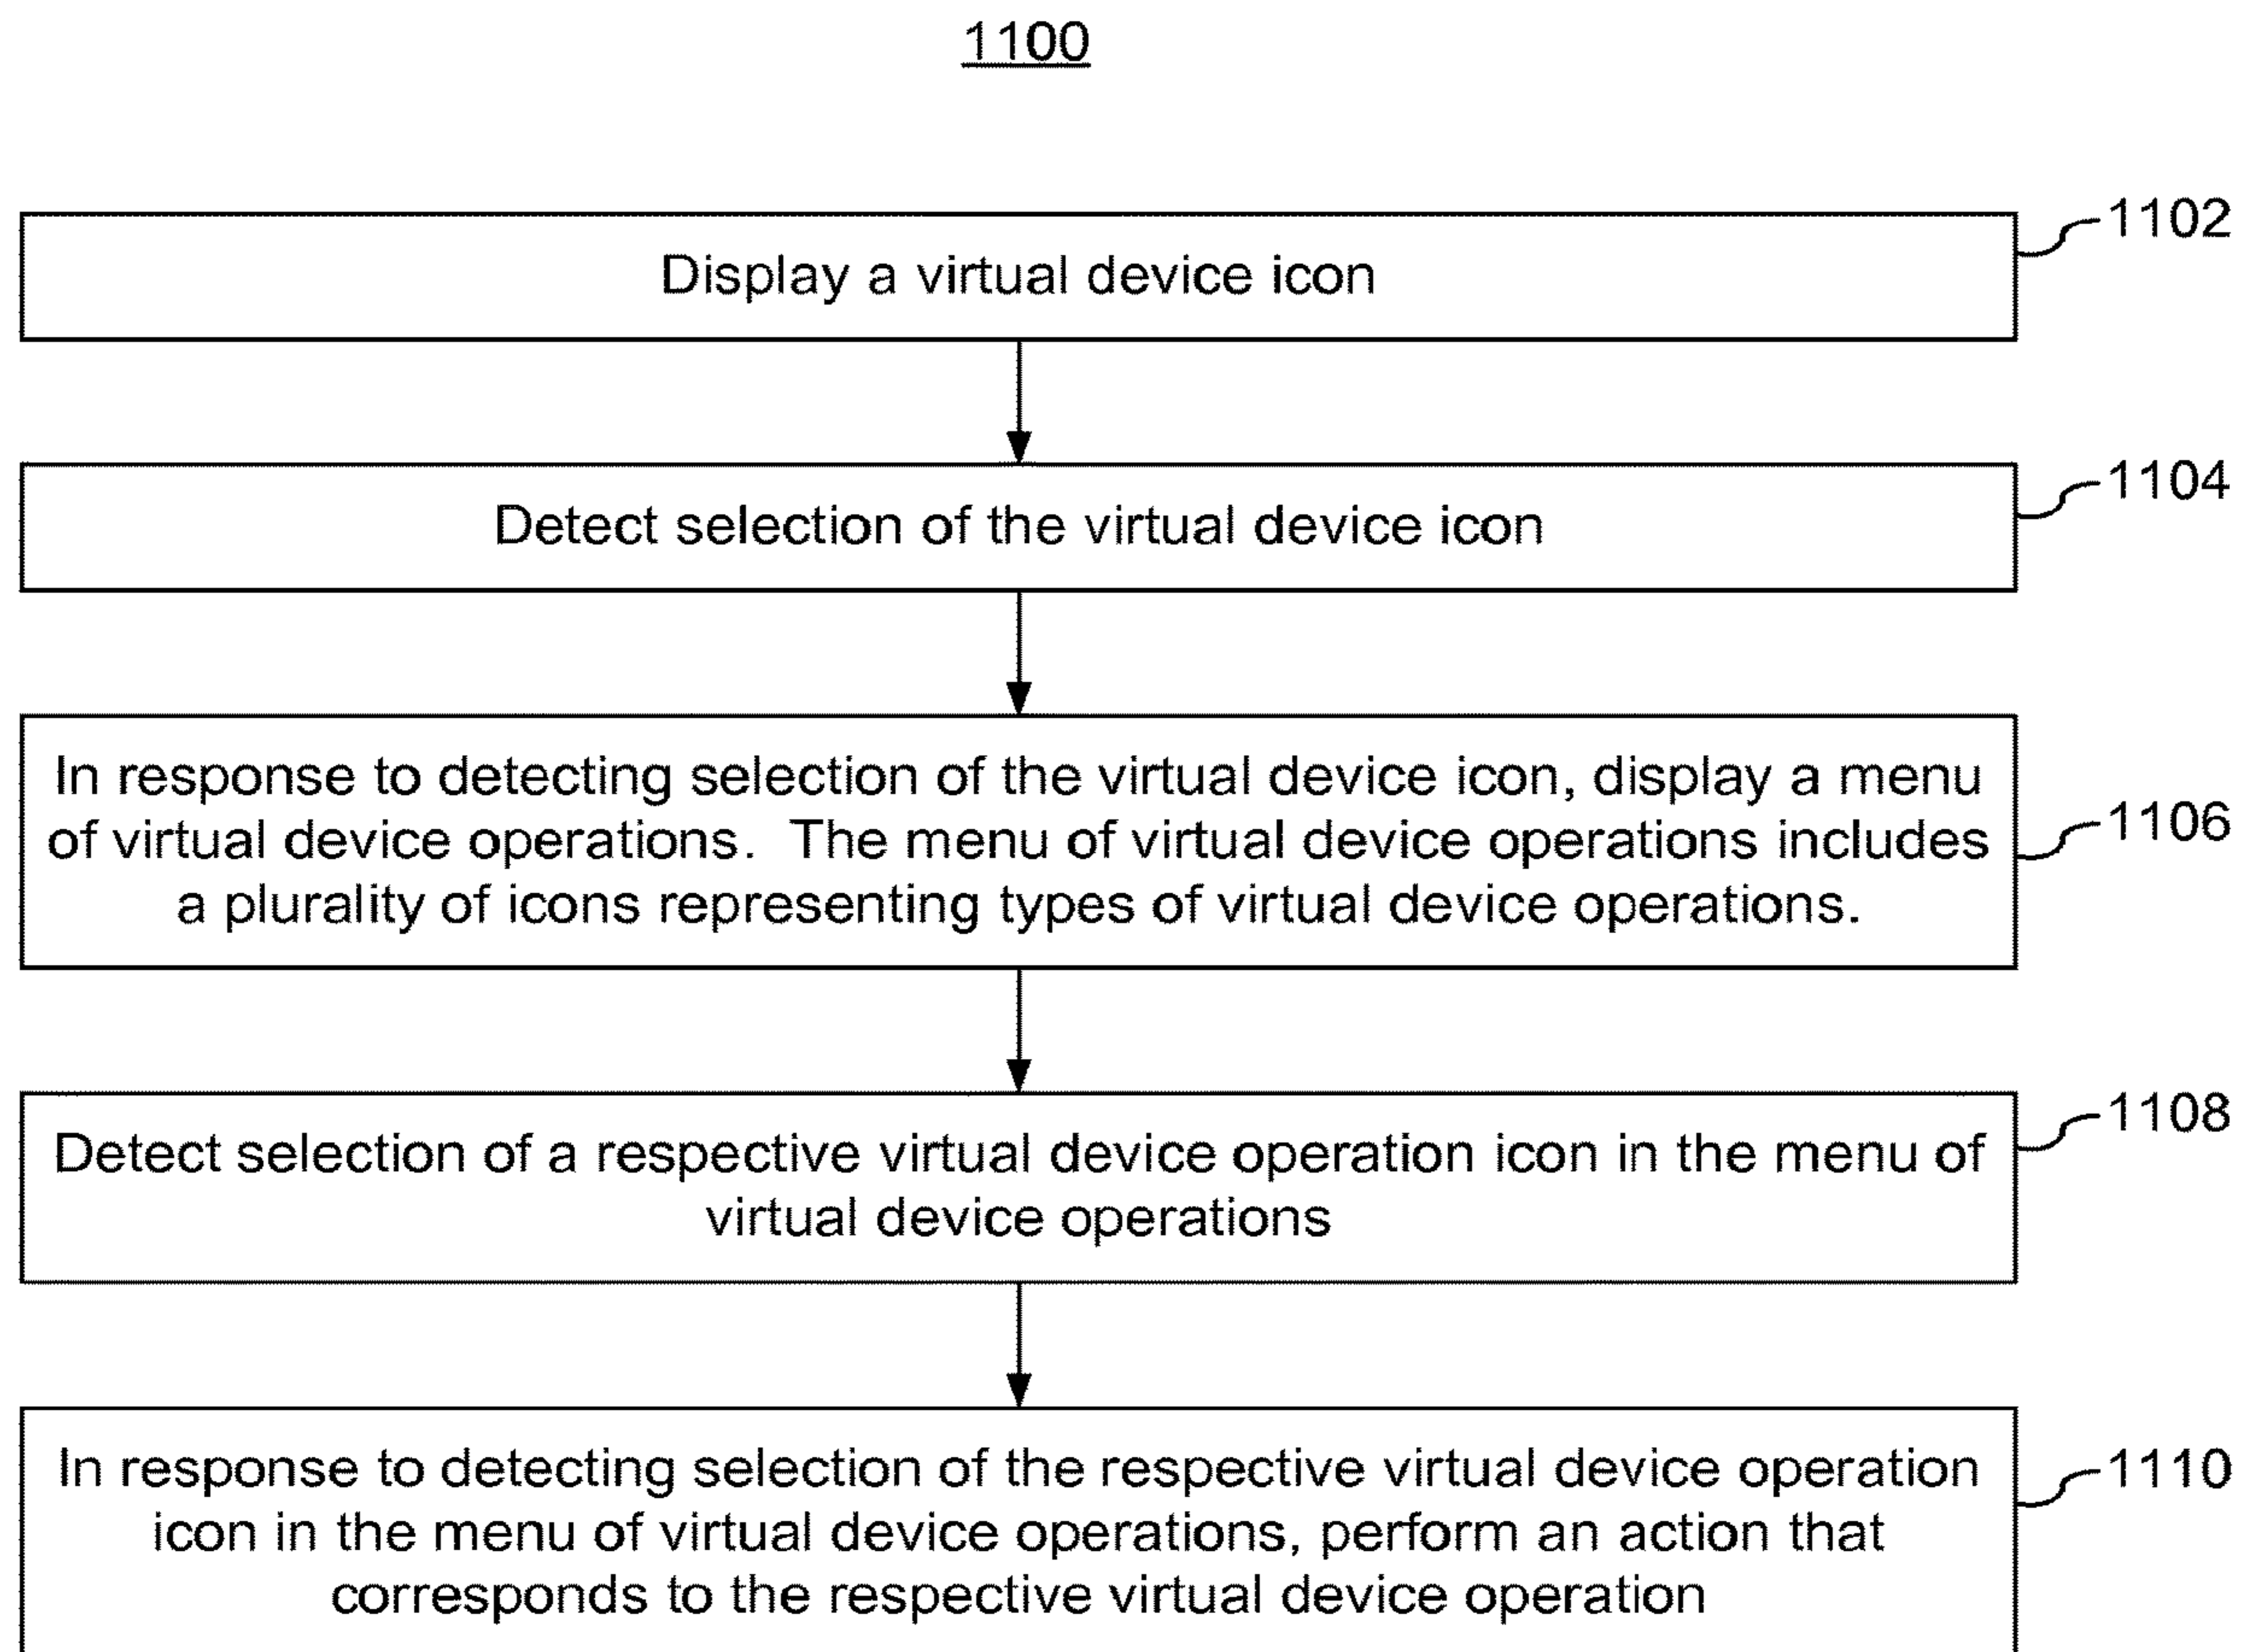 1100
Display a virtual device icon
1102
Detect selection of the virtual device icon
1104
In response to detecting selection of the virtual device icon, display a menu
of virtual device operations.  The menu of virtual device operations includes
a plurality of icons representing types of virtual device operations.
1106
Detect selection of a respective virtual device operation icon in the menu of
virtual device operations
1108
In response to detecting selection of the respective virtual device operation
icon in the menu of virtual device operations, perform an action that
corresponds to the respective virtual device operation
1110